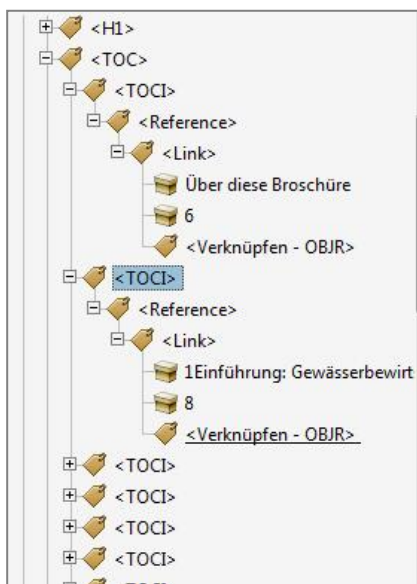 <H1>
<TOC>
<TOCI>
<Reference>
<Link>
Über diese Broschüre
6
<Verknüpfen - OBJR>
<TOCI>
<Reference>
<Link>
1Einführung: Gewässerbewirt
8
<Verknüpfen - OBJR>
<TOCI>
<TOCI>
<TOCI>
<TOCI>
<TOCI>